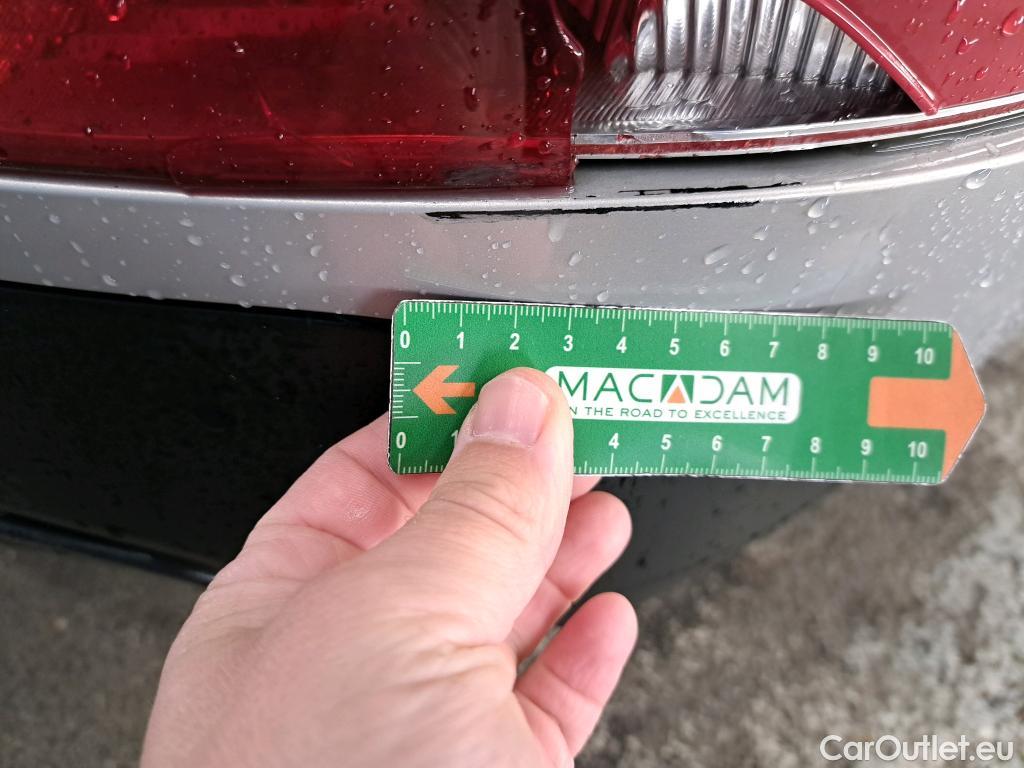 0 1 2 3 4 5 6 7 8 9 10
MACADAM
N THE ROAD TO EXCELLENCE
0 1 4 5 6 7 8 9 10
CarOutlet.eu